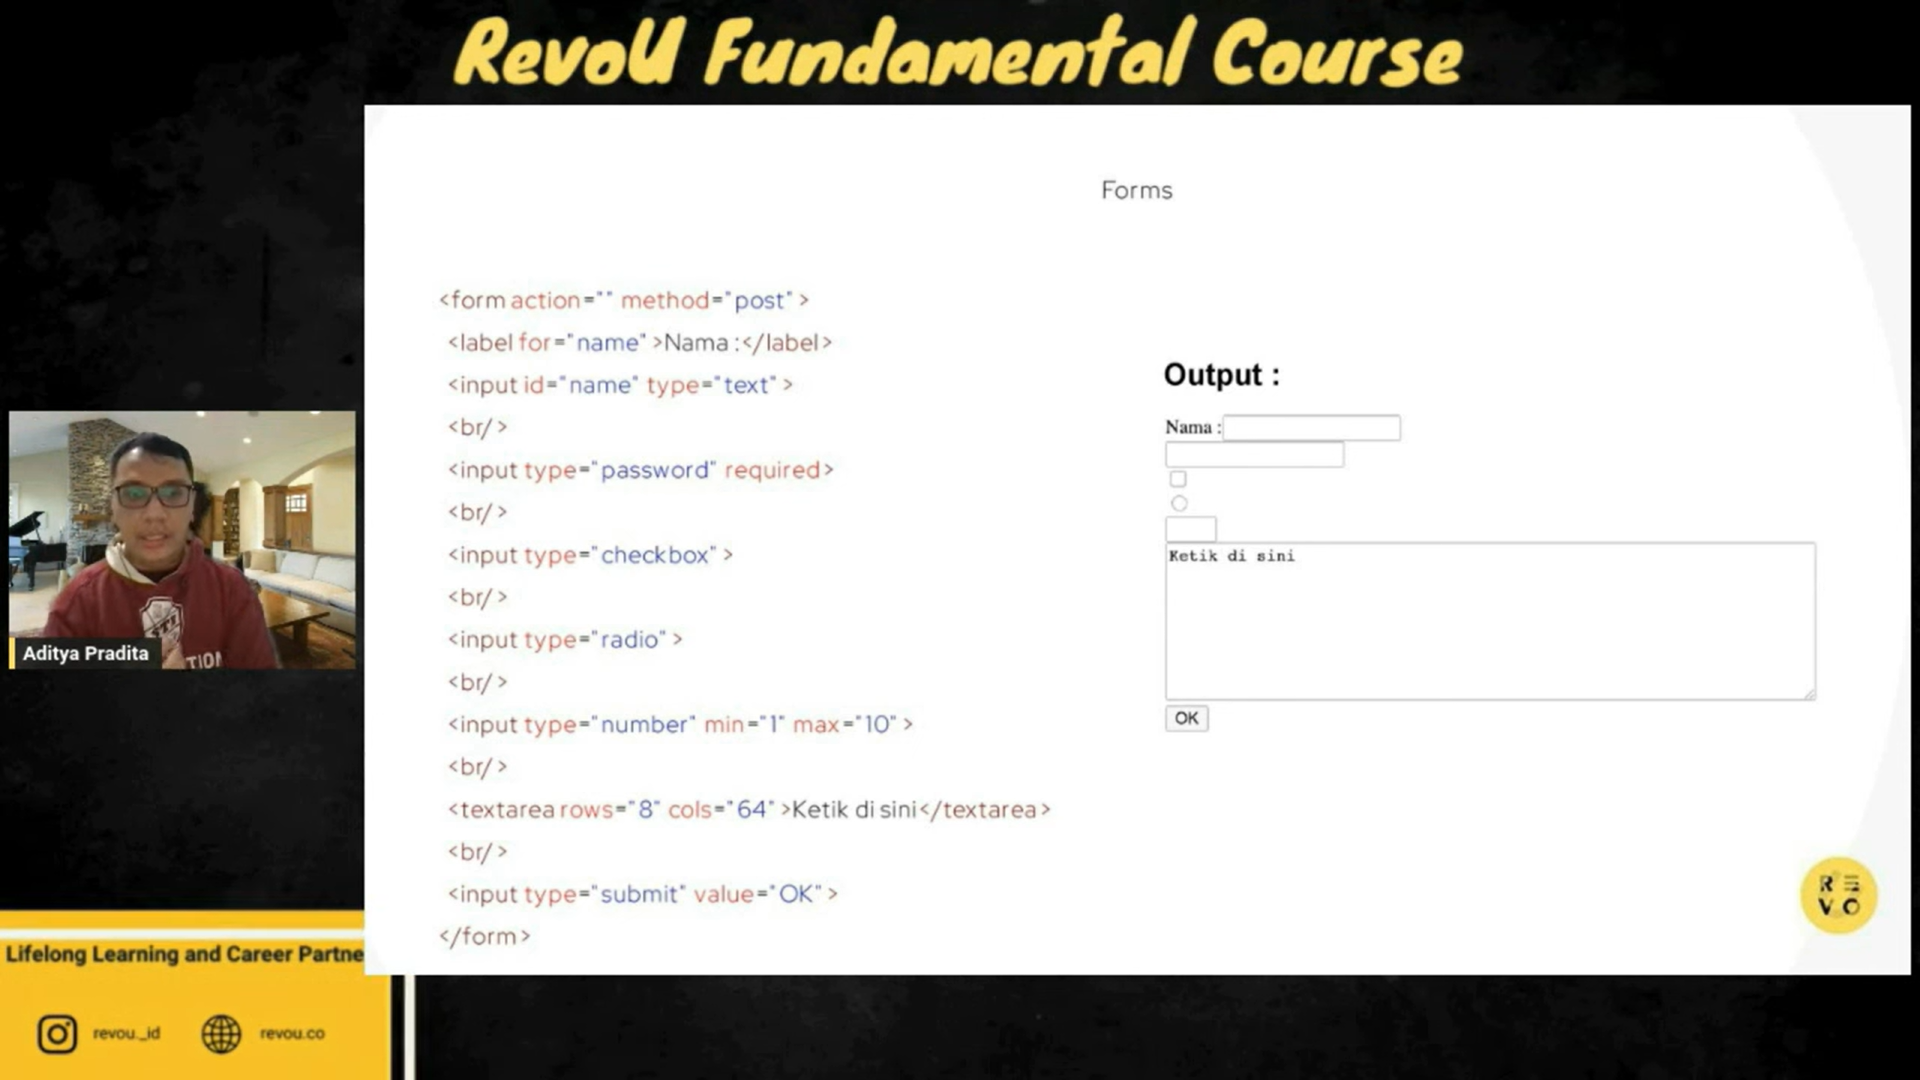 RevoU Fundamental Course
Forms
<form action="" method="post">
<label for="name">Nama :</label>
<input id="name" type="text">
<br/>
<input type="password" required>
<br/>
<input type="checkbox">
<br/>
<input type="radio">
<br/>
<input type="number" min="1" max="10">
<br/>
<textarea rows="8" cols="64">Ketik di sini</textarea>
<br/>
<input type="submit" value="OK">
</form>
Output :
Nama :
Ketik di sini
OK
STI
TION
Aditya Pradita
Lifelong Learning and Career Partne
revou_id
revou.co
R
VO